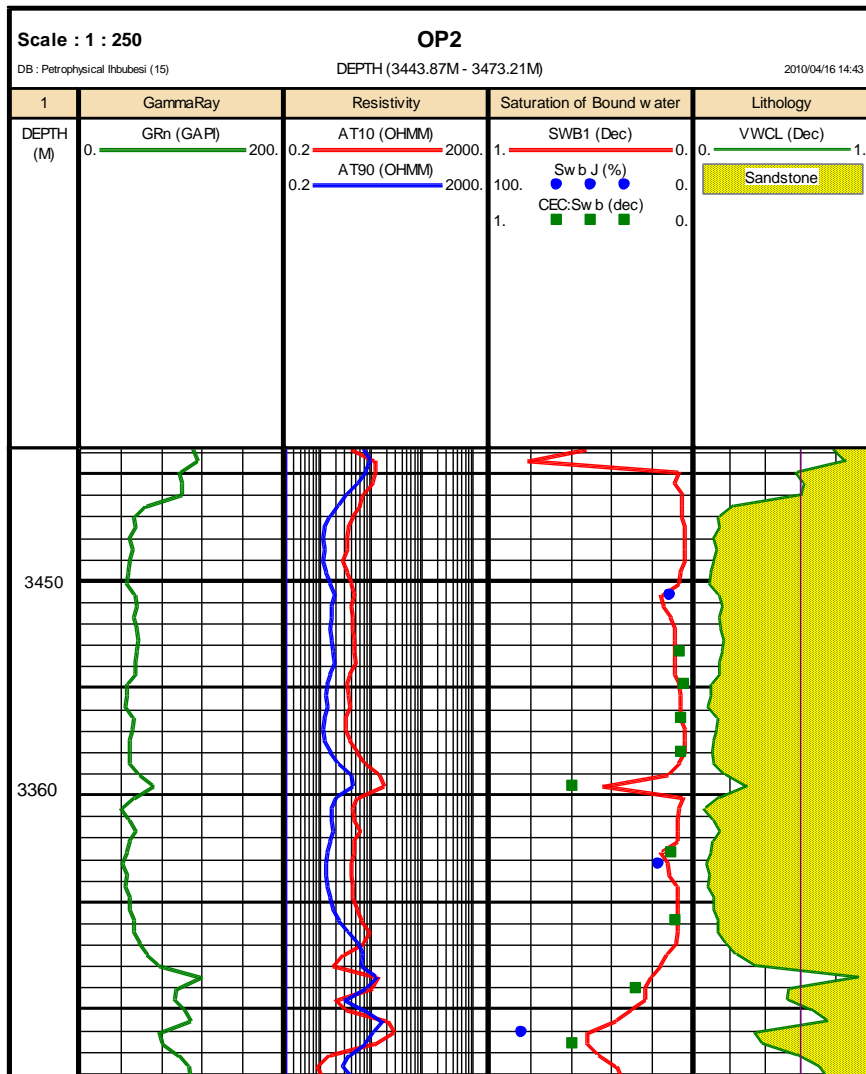 Scale : 1 : 250
OP2
DB : Petrophysical Ihbubesi (15)
DEPTH (3443.87M - 3473.21M)
2010/04/16 14:43
1
GammaRay
Resistivity
Saturation of Bound water
Lithology
DEPTH
(M)
GRn (GAPI)
0. 200.
AT10 (OHMM)
0.2 2000.
AT90 (OHMM)
0.2 2000.
SWB1 (Dec)
1. 0.
Swb J (%)
100. 0.
CEC:Swb (dec)
1. 0.
VWCL (Dec)
0. 1.
Sandstone
3450
3360